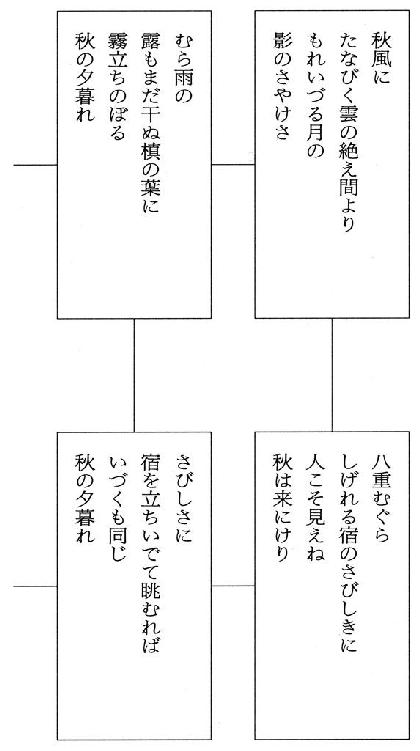 秋風に
たなびく雲の絶え間より
もれいづる月の
影のさやけさ
むら雨の
露もまだ干ぬ槙の葉に
霧立ちのぼる
秋の夕暮れ
八重むぐら
しげれる宿のさびしきに
人こそ見えね
秋は来にけり
さびしさに
宿を立ちいでて眺むれば
いづくも同じ
秋の夕暮れ